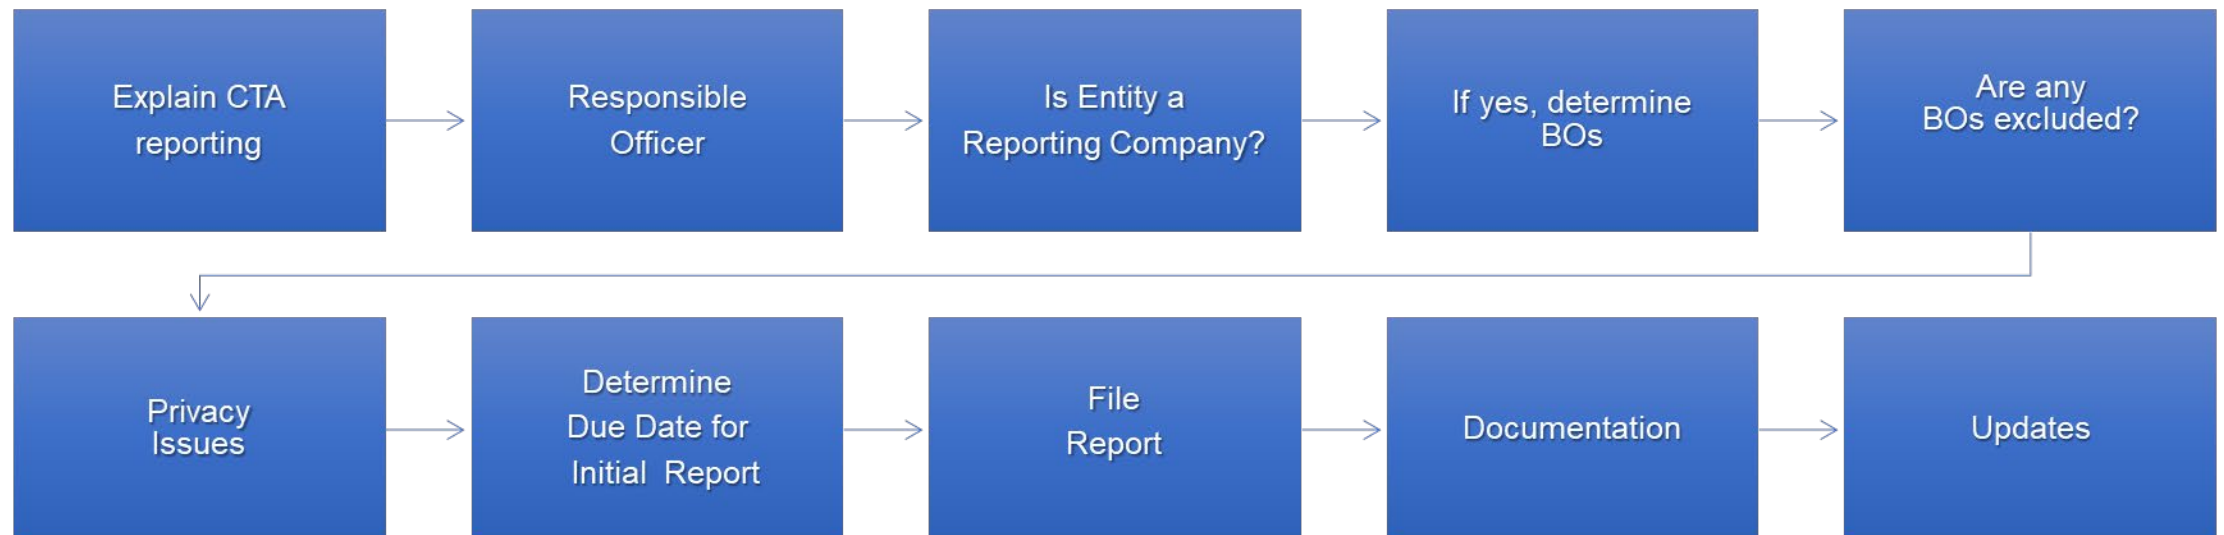 Explain CTA
reporting
Responsible
Officer
Is Entity a
Reporting Company?
If yes, determine
BOs
Are any
BOs excluded?
Privacy
Issues
Determine
Due Date for
Initial  Report
File
Report
Documentation
Updates